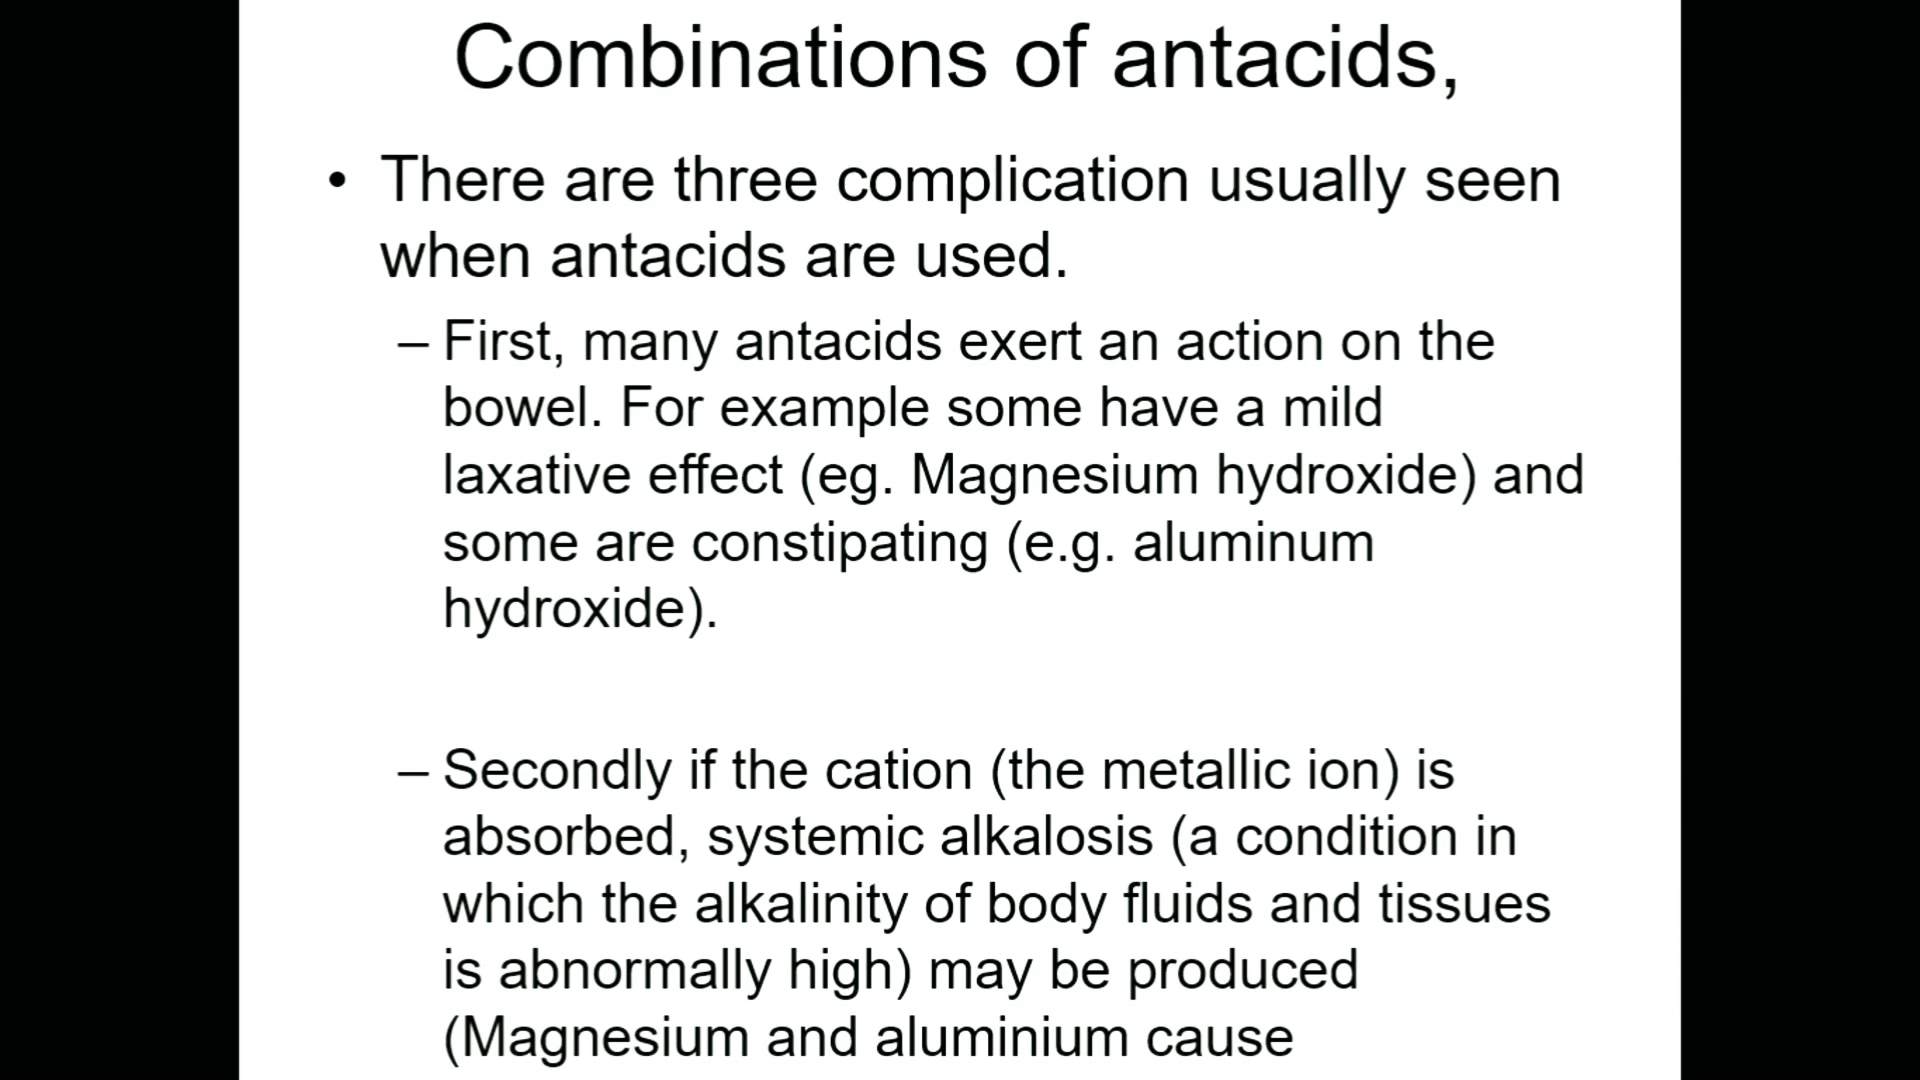 Combinations of antacids,
• There are three complication usually seen
when antacids are used.
– First, many antacids exert an action on the
bowel. For example some have a mild
laxative effect (eg. Magnesium hydroxide) and
some are constipating (e.g. aluminum
hydroxide).
– Secondly if the cation (the metallic ion) is
absorbed, systemic alkalosis (a condition in
which the alkalinity of body fluids and tissues
is abnormally high) may be produced
(Magnesium and aluminium cause